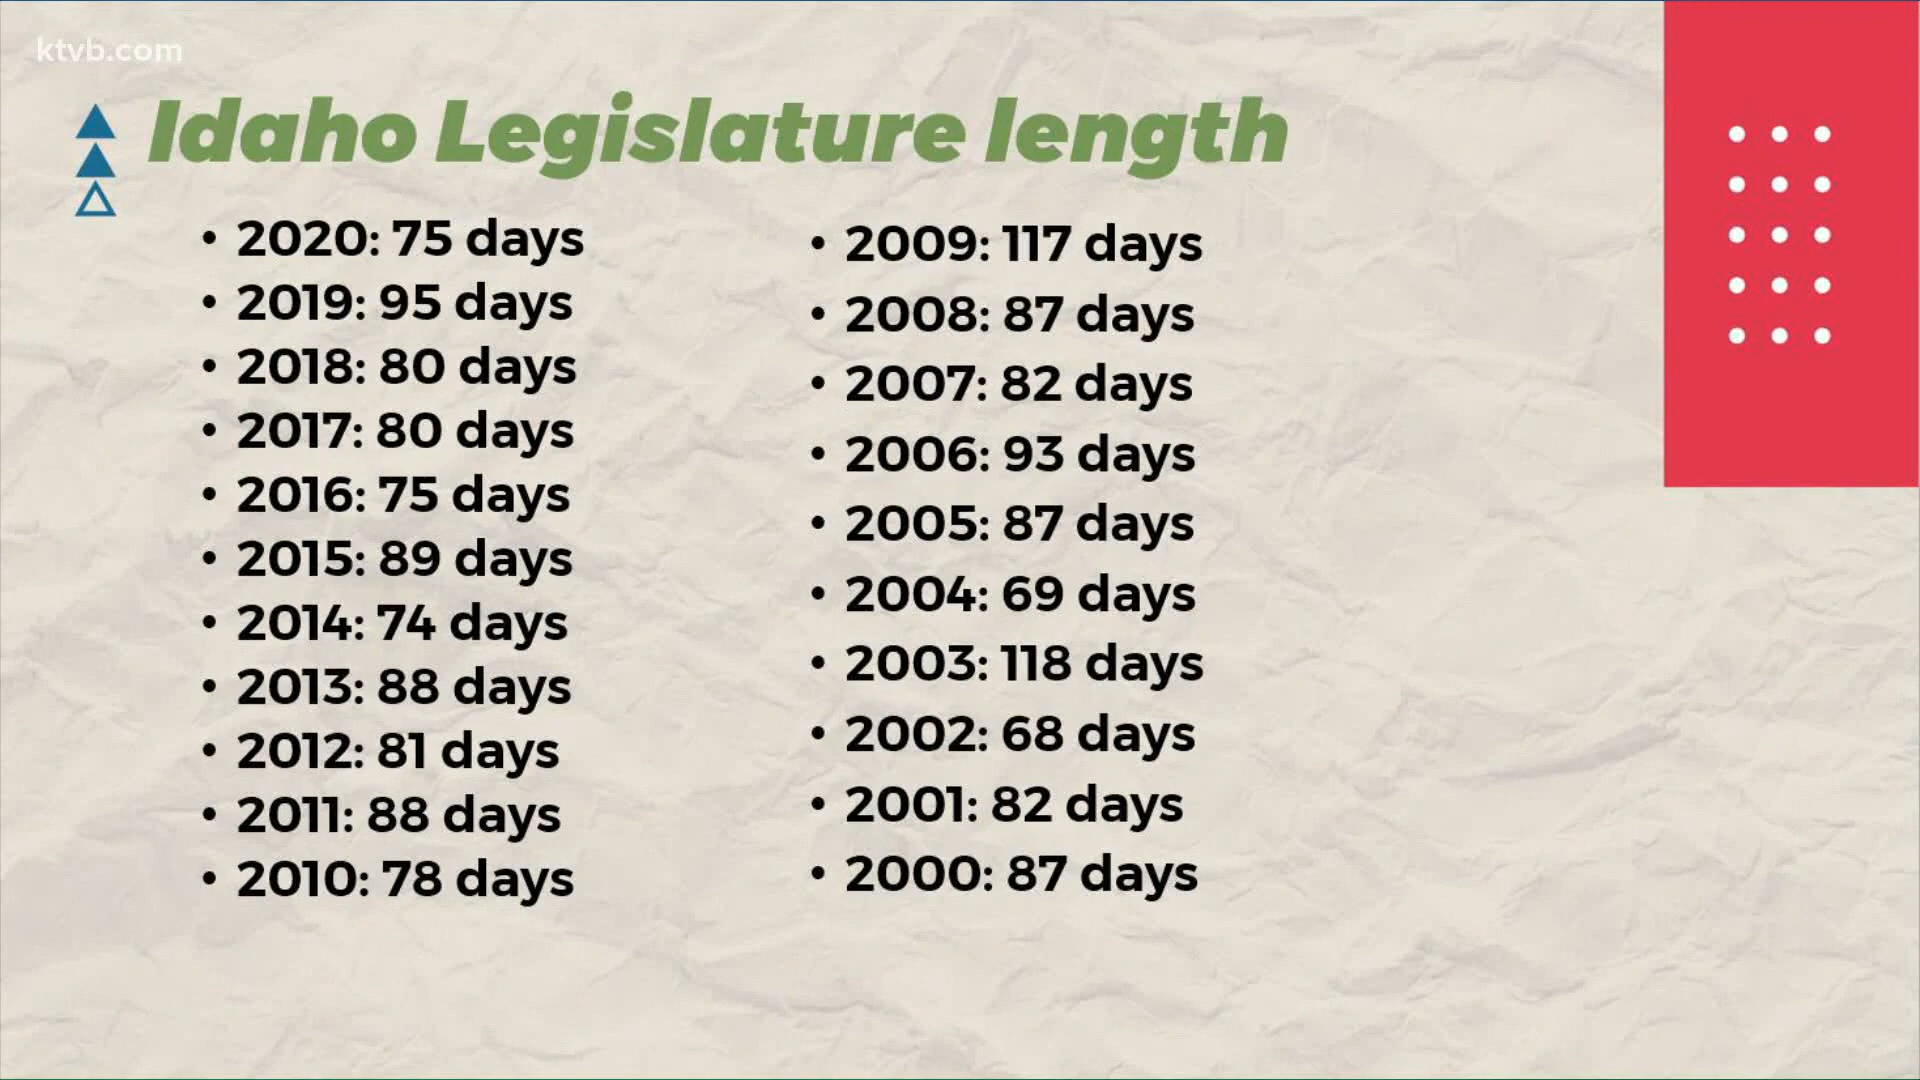 ktvb.com
Idaho Legislature length
• 2020: 75 days
• 2019: 95 days
• 2018: 80 days
• 2017: 80 days
• 2016: 75 days
• 2015: 89 days
• 2014: 74 days
• 2013: 88 days
• 2012: 81 days
• 2011: 88 days
• 2010: 78 days
• 2009: 117 days
• 2008: 87 days
• 2007: 82 days
• 2006: 93 days
• 2005: 87 days
• 2004: 69 days
• 2003: 118 days
• 2002: 68 days
• 2001: 82 days
• 2000: 87 days